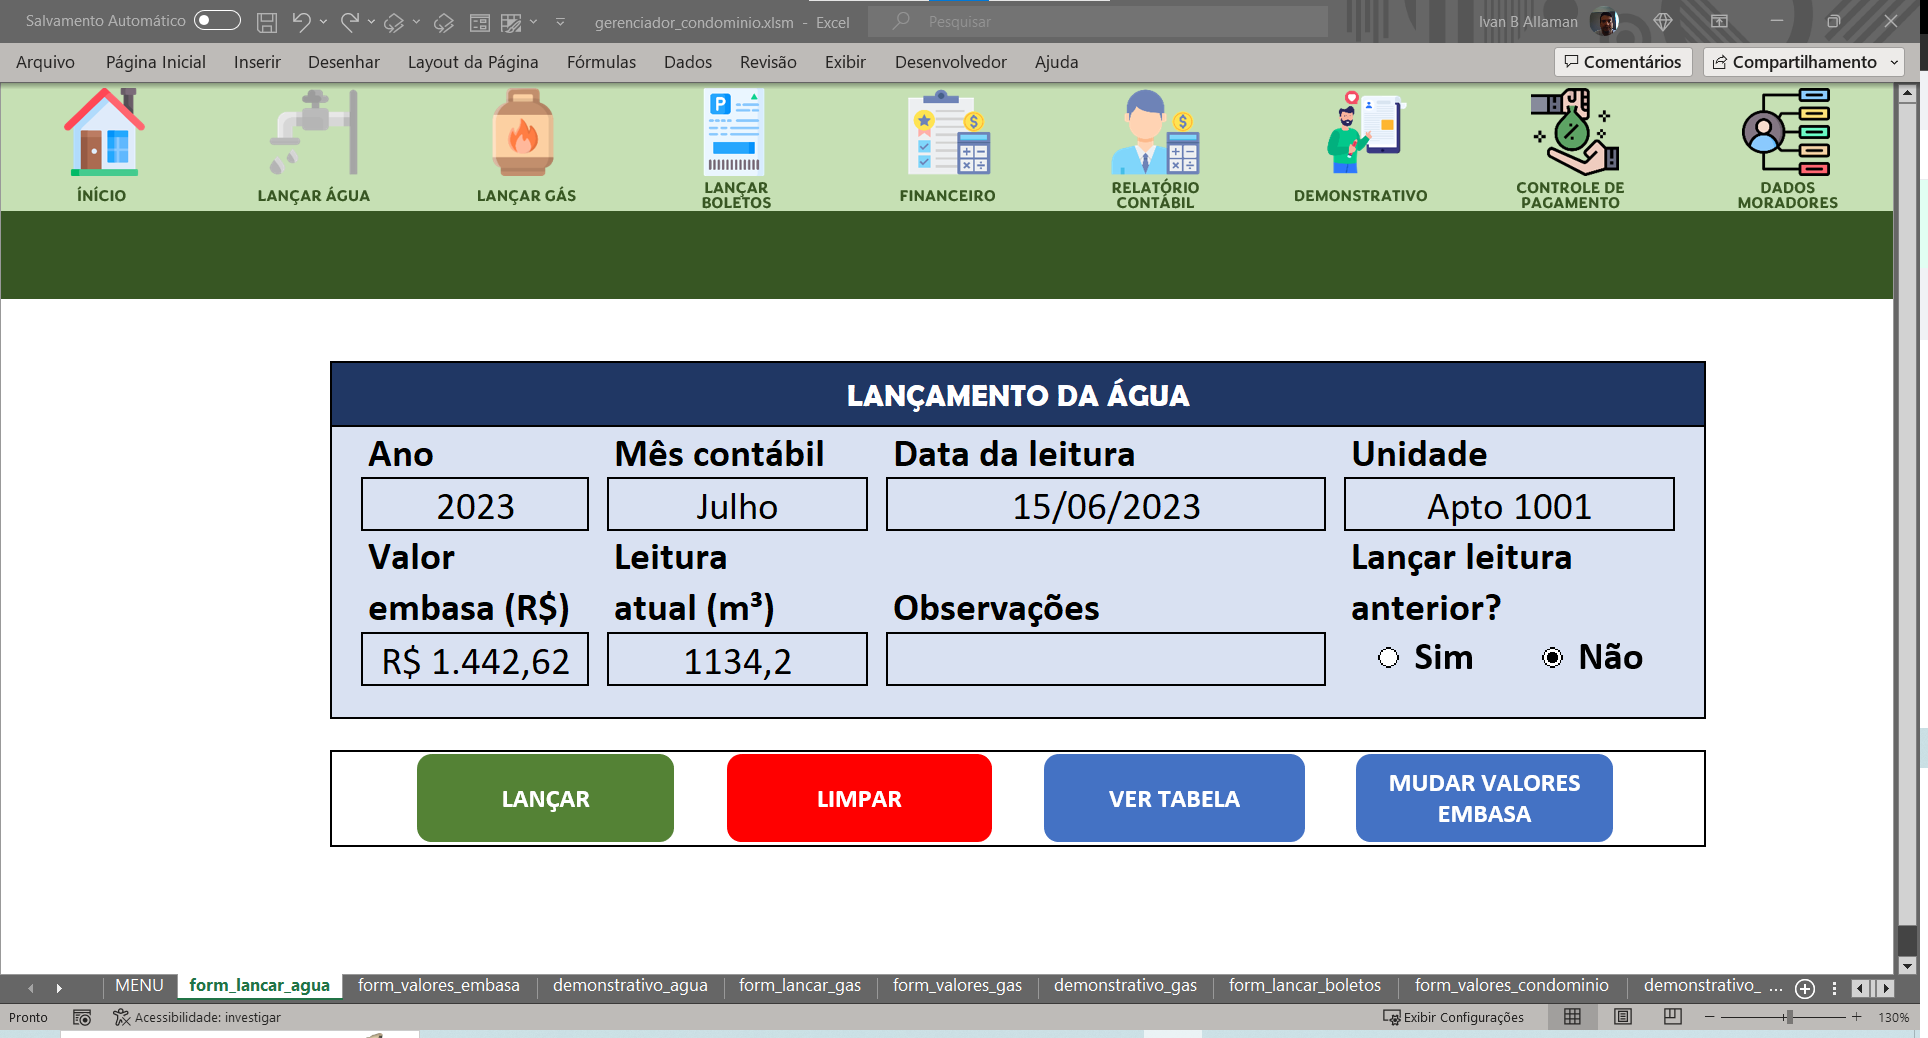 Salvamento Automático
gerenciador_condominio.xlsm - Excel
Pesquisar
Ivan B Allaman
Arquivo Página Inicial Inserir Desenhar Layout da Página Fórmulas Dados Revisão Exibir Desenvolvedor Ajuda
Comentários
Compartilhamento
ÍNÍCIO
LANÇAR ÁGUA
LANÇAR GÁS
LANÇAR
BOLETOS
FINANCEIRO
RELATÓRIO
CONTÁBIL
DEMONSTRATIVO
CONTROLE DE
PAGAMENTO
DADOS
MORADORES
LANÇAMENTO DA ÁGUA
Ano Mês contábil Data da leitura Unidade
2023 Julho 15/06/2023 Apto 1001
Valor
embasa (R$)
Leitura
atual (m³)
Observações
Lançar leitura
anterior?
R$ 1.442,62 1134,2
Sim Não
LANÇAR
LIMPAR
VER TABELA
MUDAR VALORES
EMBASA
MENU form_lancar_agua form_valores_embasa demonstrativo_agua form_lancar_gas form_valores_gas demonstrativo_gas form_lancar_boletos form_valores_condominio demonstrativo_ ...
Pronto
Acessibilidade: investigar
Exibir Configurações
130%